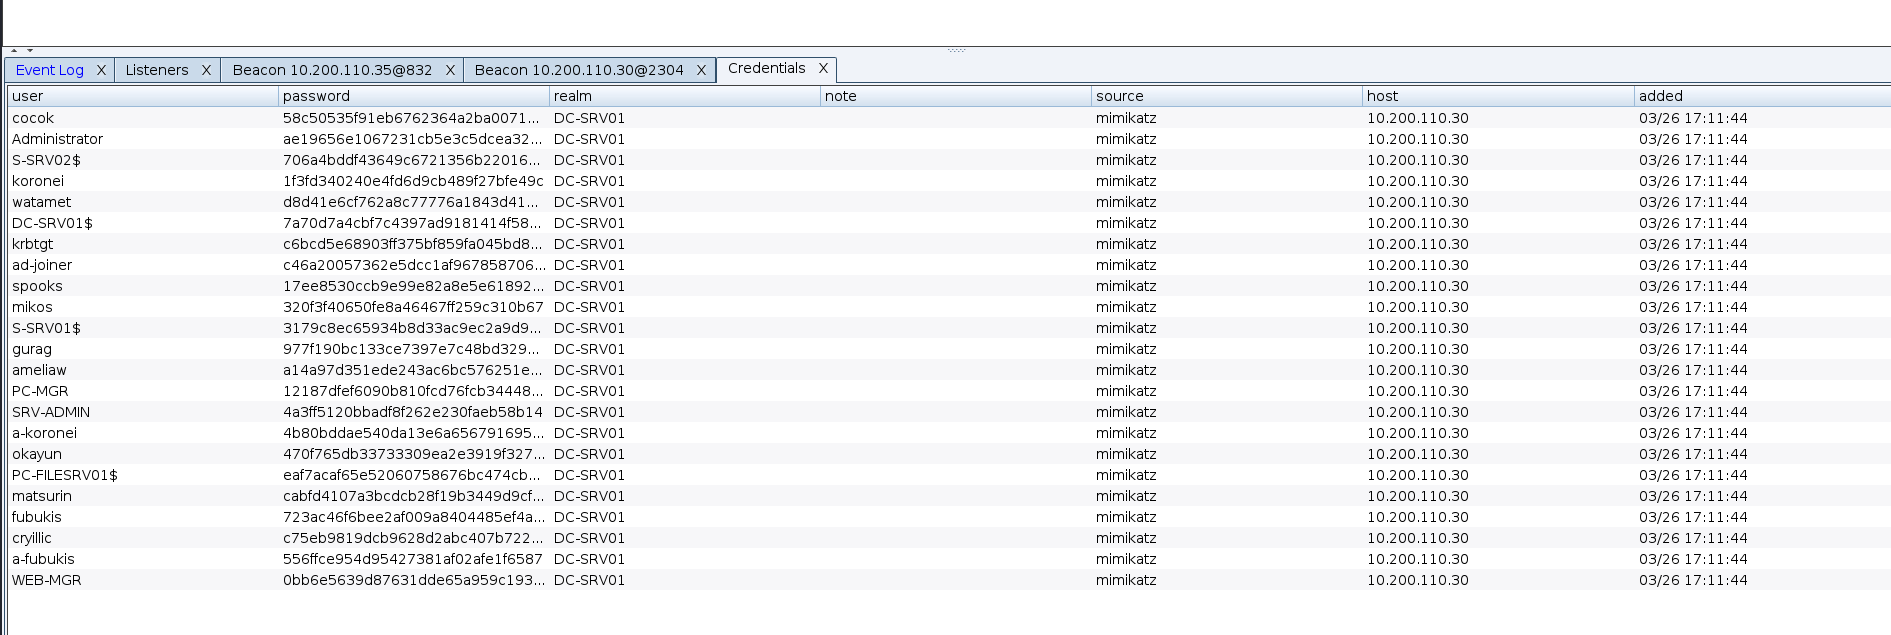 Event Log X Listeners X Beacon 10.200.110.35@832 X Beacon 10.200.110.30@2304 X Credentials X
user password realm note source host added
cocok 58c50535f91eb6762364a2ba0071... DC-SRV01 mimikatz 10.200.110.30 03/26 17:11:44
Administrator ae19656e1067231cb5e3c5dcea32... DC-SRV01 mimikatz 10.200.110.30 03/26 17:11:44
S-SRV02$ 706a4bddf43649c6721356b22016... DC-SRV01 mimikatz 10.200.110.30 03/26 17:11:44
koronei 1f3fd340240e4fd6d9cb489f27bfe49c DC-SRV01 mimikatz 10.200.110.30 03/26 17:11:44
watamet d8d41e6cf762a8c77776a1843d41... DC-SRV01 mimikatz 10.200.110.30 03/26 17:11:44
DC-SRV01$ 7a70d7a4cbf7c4397ad9181414f58... DC-SRV01 mimikatz 10.200.110.30 03/26 17:11:44
krbtgt c6bcd5e68903ff375bf859fa045bd8... DC-SRV01 mimikatz 10.200.110.30 03/26 17:11:44
ad-joiner c46a20057362e5dcc1af967858706... DC-SRV01 mimikatz 10.200.110.30 03/26 17:11:44
spooks 17ee8530ccb9e99e82a8e5e61892... DC-SRV01 mimikatz 10.200.110.30 03/26 17:11:44
mikos 320f3f40650fe8a46467ff259c310b67 DC-SRV01 mimikatz 10.200.110.30 03/26 17:11:44
S-SRV01$ 3179c8ec65934b8d33ac9ec2a9d9... DC-SRV01 mimikatz 10.200.110.30 03/26 17:11:44
gurag 977f190bc133ce7397e7c48bd329... DC-SRV01 mimikatz 10.200.110.30 03/26 17:11:44
ameliaw a14a97d351ede243ac6bc576251e... DC-SRV01 mimikatz 10.200.110.30 03/26 17:11:44
PC-MGR 12187dfef6090b810fcd76fcb34448... DC-SRV01 mimikatz 10.200.110.30 03/26 17:11:44
SRV-ADMIN 4a3ff5120bbadf8f262e230faeb58b14 DC-SRV01 mimikatz 10.200.110.30 03/26 17:11:44
a-koronei 4b80bddae540da13e6a656791695... DC-SRV01 mimikatz 10.200.110.30 03/26 17:11:44
okayun 470f765db33733309ea2e3919f327... DC-SRV01 mimikatz 10.200.110.30 03/26 17:11:44
PC-FILESRV01$ eaf7acaf65e52060758676bc474cb... DC-SRV01 mimikatz 10.200.110.30 03/26 17:11:44
matsurin cabfd4107a3bcdcb28f19b3449d9cf... DC-SRV01 mimikatz 10.200.110.30 03/26 17:11:44
fubukis 723ac46f6bee2af009a8404485ef4a... DC-SRV01 mimikatz 10.200.110.30 03/26 17:11:44
cryillic c75eb9819dcb9628d2abc407b722... DC-SRV01 mimikatz 10.200.110.30 03/26 17:11:44
a-fubukis 556ffce954d95427381af02afe1f6587 DC-SRV01 mimikatz 10.200.110.30 03/26 17:11:44
WEB-MGR 0bb6e5639d87631dde65a959c193... DC-SRV01 mimikatz 10.200.110.30 03/26 17:11:44